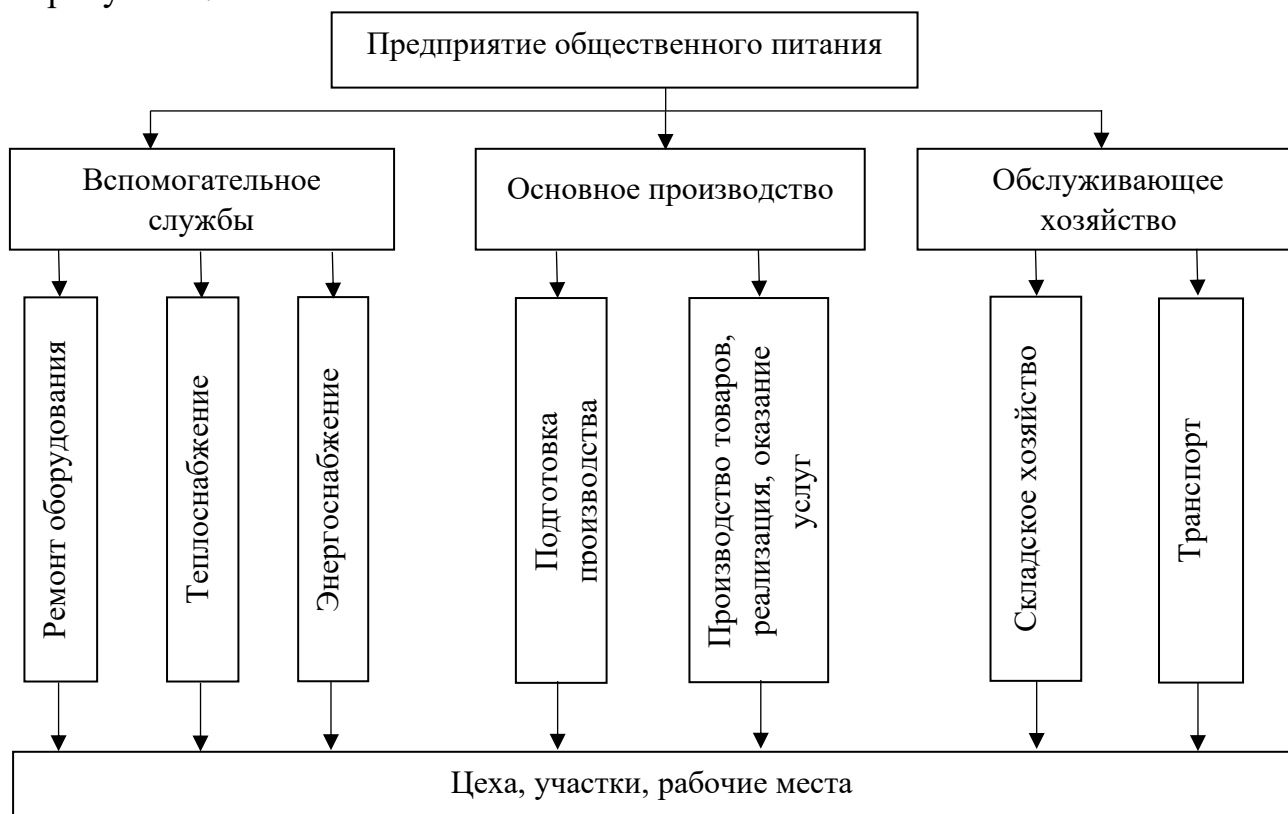 Предприятие общественного питания
Вспомогательное
службы
Основное производство
Обслуживающее
хозяйство
Ремонт оборудования
Теплоснабжение
Энергоснабжение
Подготовка
производства
Производство товаров,
реализация, оказание
услуг
Складское хозяйство
Транспорт
Цеха, участки, рабочие места